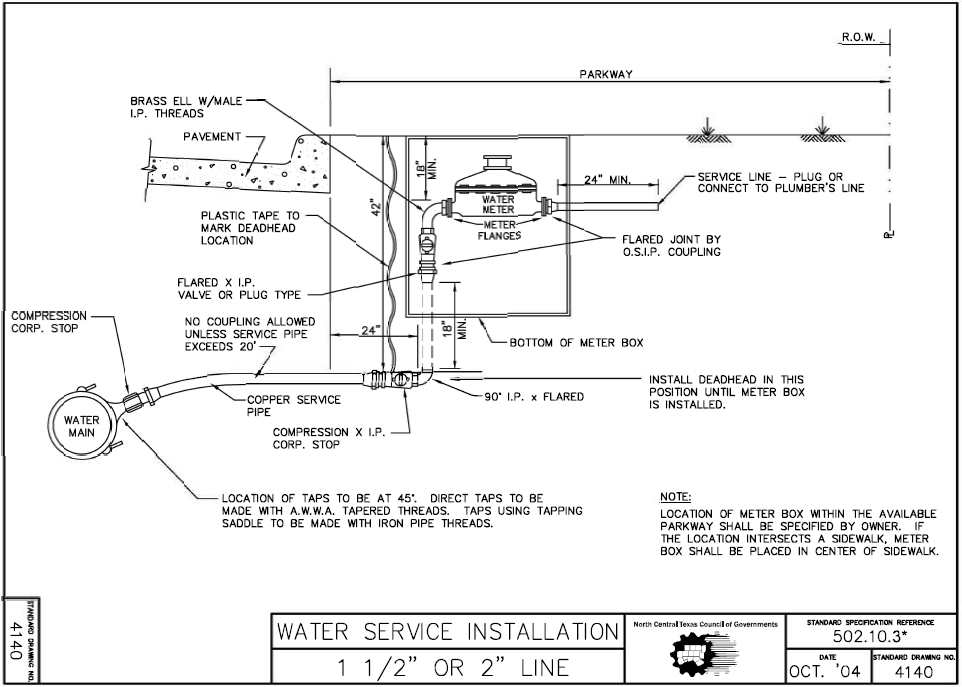 R.O.W.
PARKWAY
BRASS ELL W/MALE
I.P. THREADS
PAVEMENT
18"
MIN.
24" MIN.
SERVICE LINE – PLUG OR
CONNECT TO PLUMBER'S LINE
WATER
METER
42"
PLASTIC TAPE TO
MARK DEADHEAD
LOCATION
METER
FLANGES
FLARED JOINT BY
O.S.I.P. COUPLING
FLARED X I.P.
VALVE OR PLUG TYPE
COMPRESSION
CORP. STOP
NO COUPLING ALLOWED
UNLESS SERVICE PIPE
EXCEEDS 20'
24"
18"
MIN.
BOTTOM OF METER BOX
INSTALL DEADHEAD IN THIS
POSITION UNTIL METER BOX
IS INSTALLED.
90° I.P. x FLARED
COPPER SERVICE
PIPE
WATER
MAIN
COMPRESSION X I.P.
CORP. STOP
LOCATION OF TAPS TO BE AT 45°. DIRECT TAPS TO BE
MADE WITH A.W.W.A. TAPERED THREADS. TAPS USING TAPPING
SADDLE TO BE MADE WITH IRON PIPE THREADS.
NOTE:
LOCATION OF METER BOX WITHIN THE AVAILABLE
PARKWAY SHALL BE SPECIFIED BY OWNER. IF
THE LOCATION INTERSECTS A SIDEWALK, METER
BOX SHALL BE PLACED IN CENTER OF SIDEWALK.
STANDARD DRAWING NO.
4140
WATER SERVICE INSTALLATION
1 1/2" OR 2" LINE
North Central Texas Council of Governments
STANDARD SPECIFICATION REFERENCE
502.10.3*
DATE
OCT. '04
STANDARD DRAWING NO.
4140